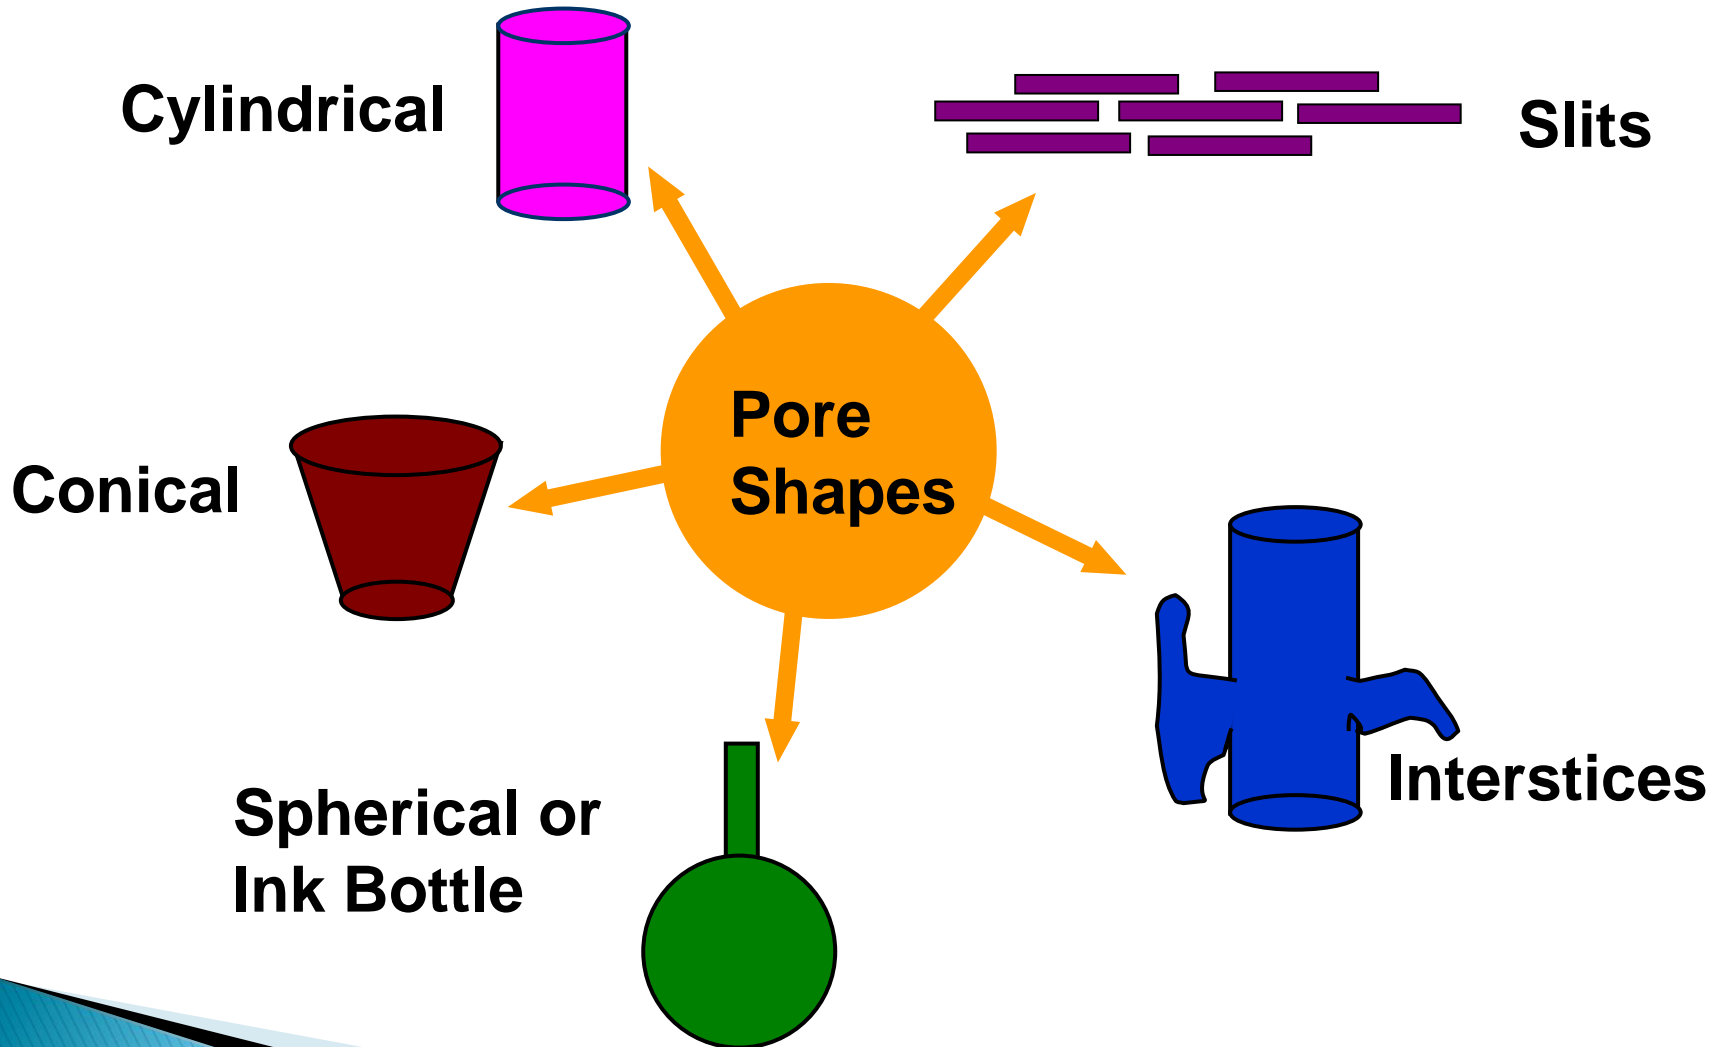 Cylindrical
Slits
Pore
Shapes
Conical
Interstices
Spherical or
Ink Bottle